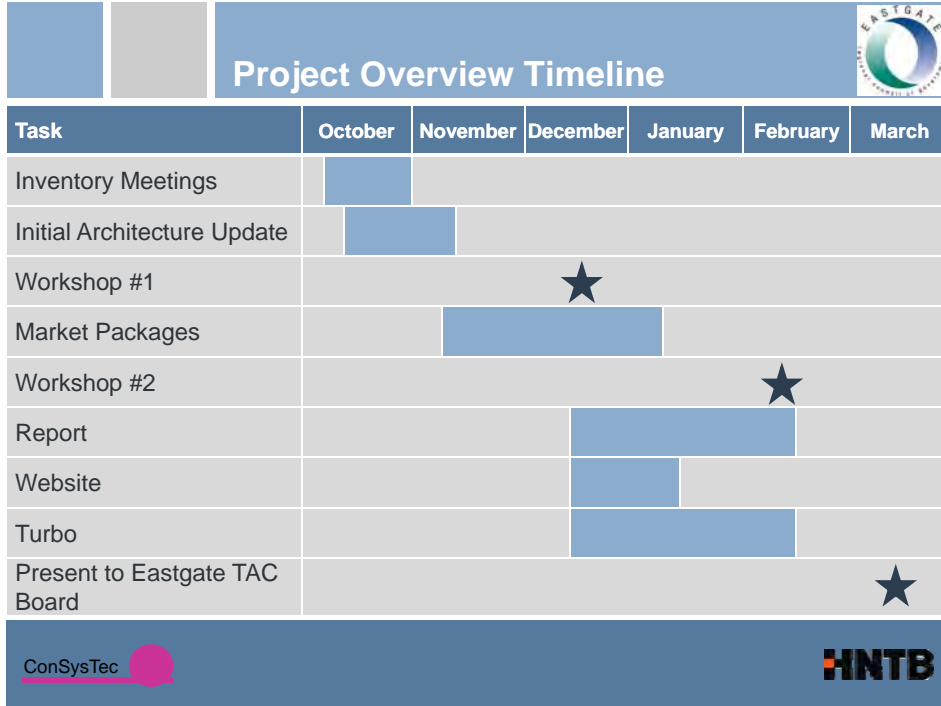 EASTGATE
Project Overview Timeline
Task October November December January February March
Inventory Meetings
Initial Architecture Update
Workshop #1
Market Packages
Workshop #2
Report
Website
Turbo
Present to Eastgate TAC
Board
ConSysTec
HNTB